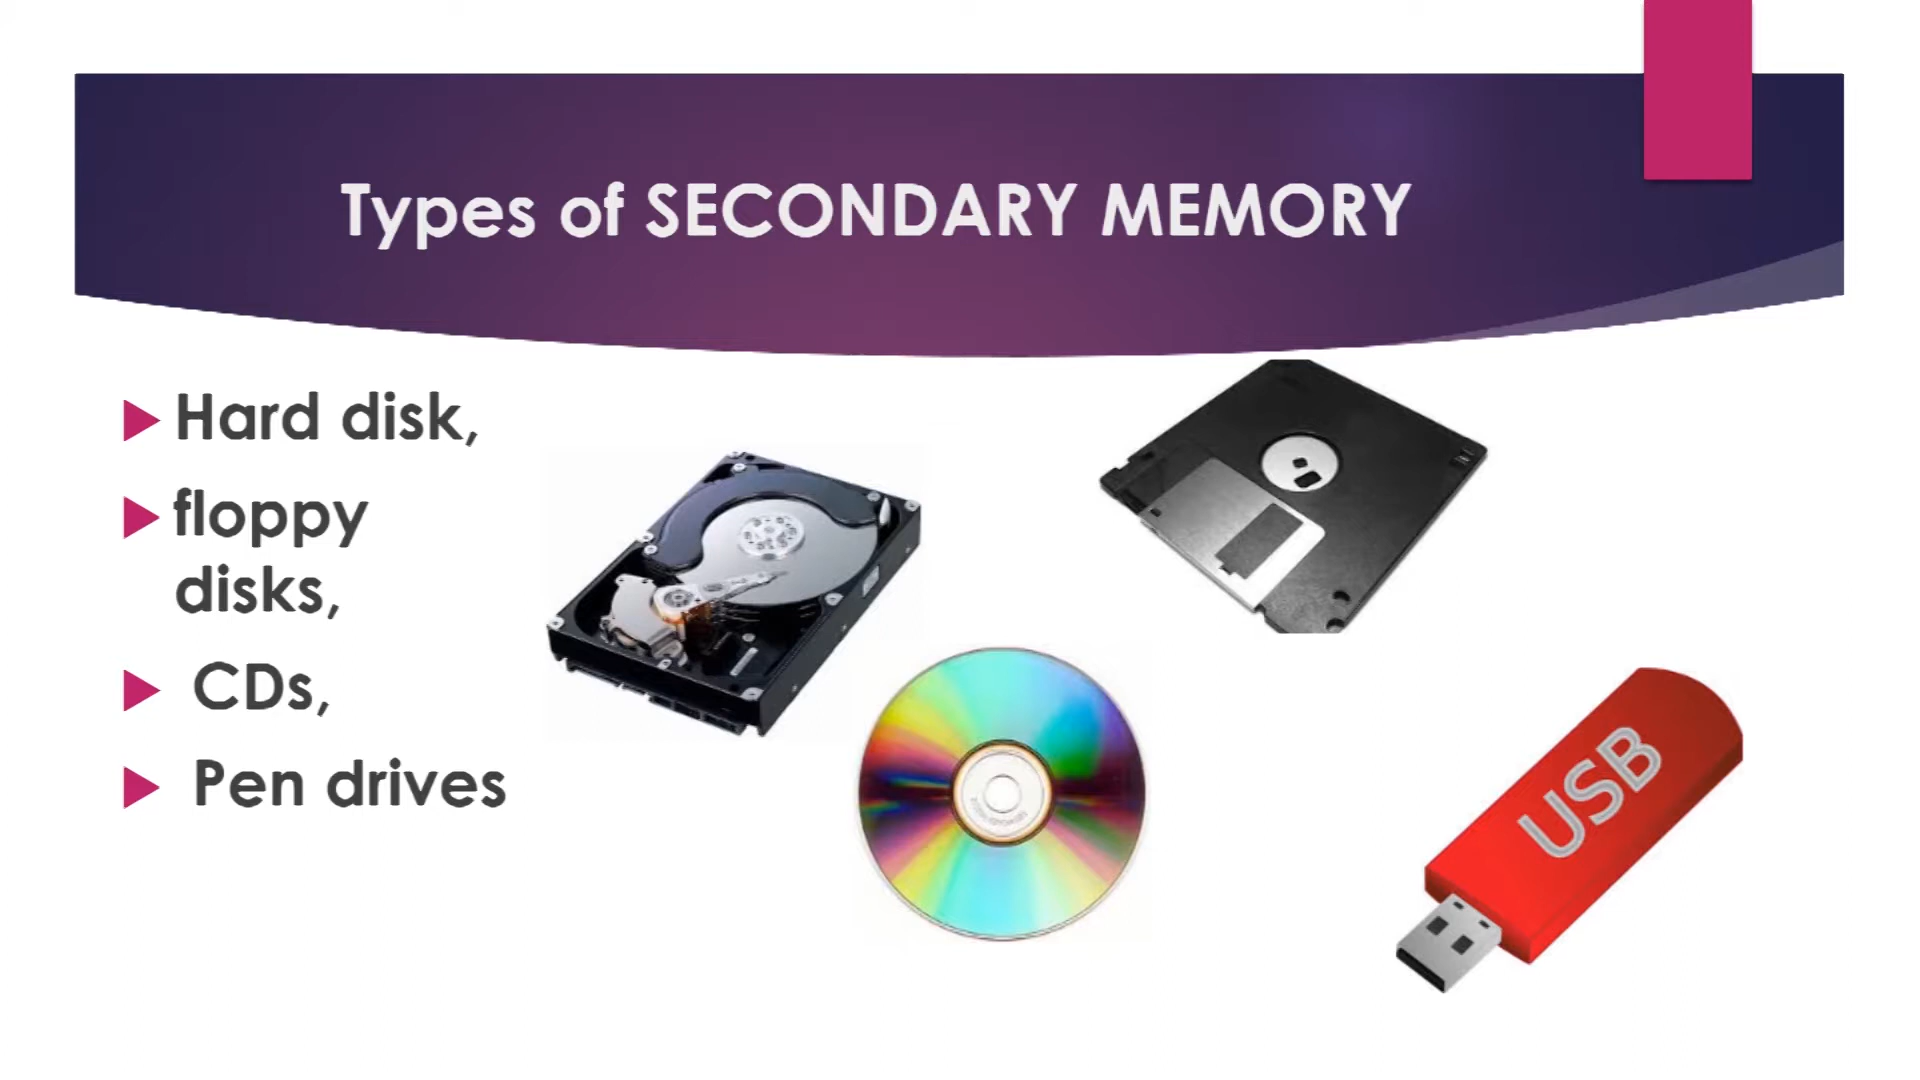 Types of SECONDARY MEMORY
Hard disk,
floppy
disks,
CDs,
Pen drives
USB